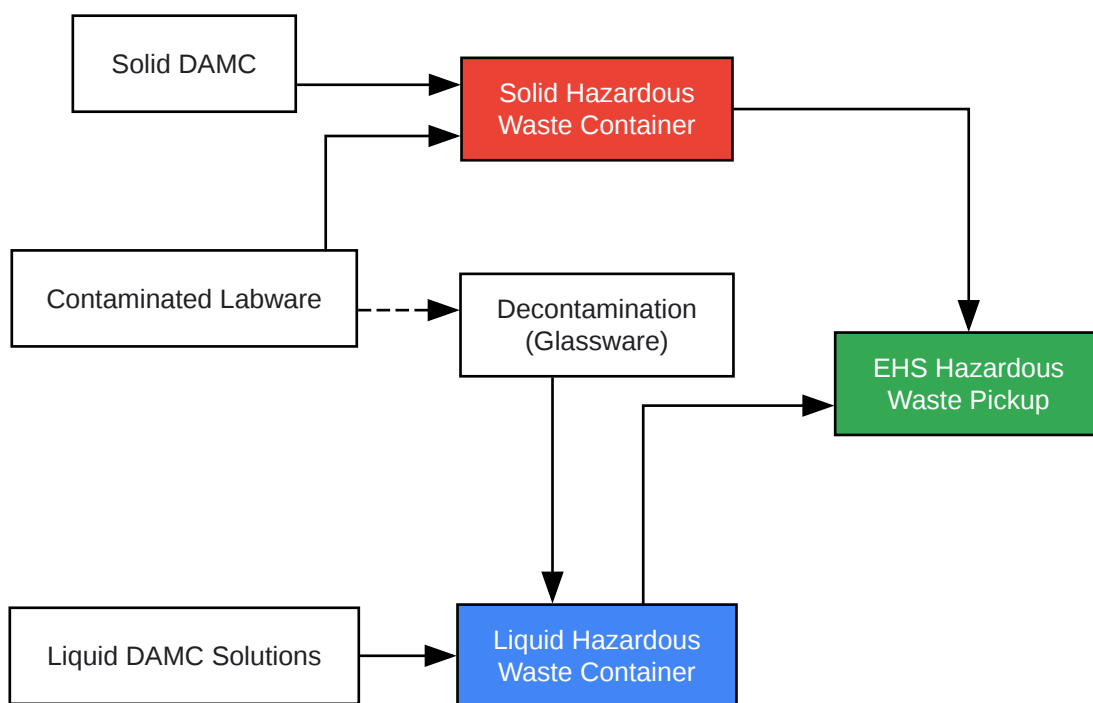 Solid DAMC
Solid Hazardous
Waste Container
Contaminated Labware
Decontamination
(Glassware)
EHS Hazardous
Waste Pickup
Liquid DAMC Solutions
Liquid Hazardous
Waste Container